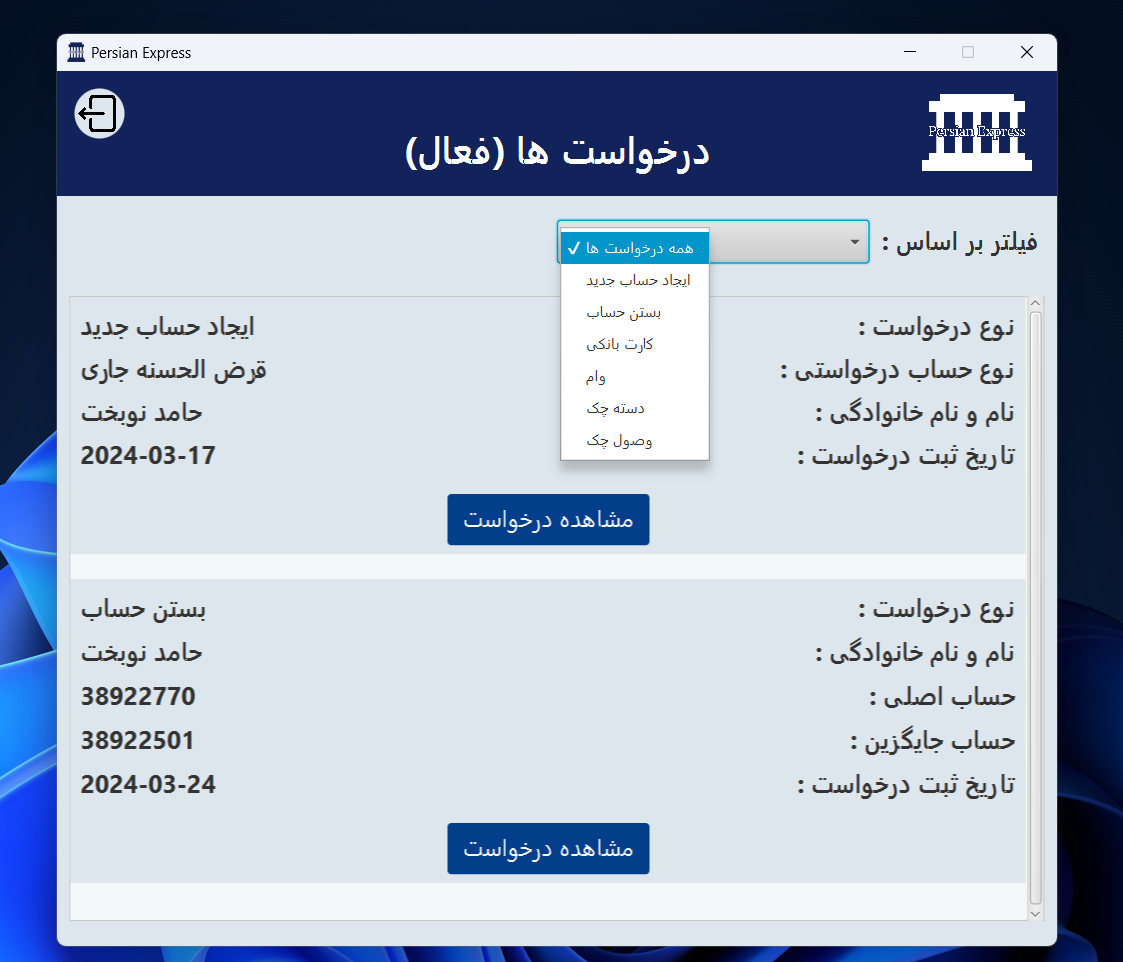 Persian Express
Persian Express
درخواست ها (فعال)
فیلتر بر اساس :
همه درخواست ها
ایجاد حساب جدید
بستن حساب
کارت بانکی
وام
دسته چک
وصول چک
نوع درخواست : ایجاد حساب جدید
نوع حساب درخواستی : قرض الحسنه جاری
نام و نام خانوادگی : حامد نوبخت
تاریخ ثبت درخواست : 2024-03-17
مشاهده درخواست
نوع درخواست : بستن حساب
نام و نام خانوادگی : حامد نوبخت
حساب اصلی : 38922770
حساب جایگزین : 38922501
تاریخ ثبت درخواست : 2024-03-24
مشاهده درخواست